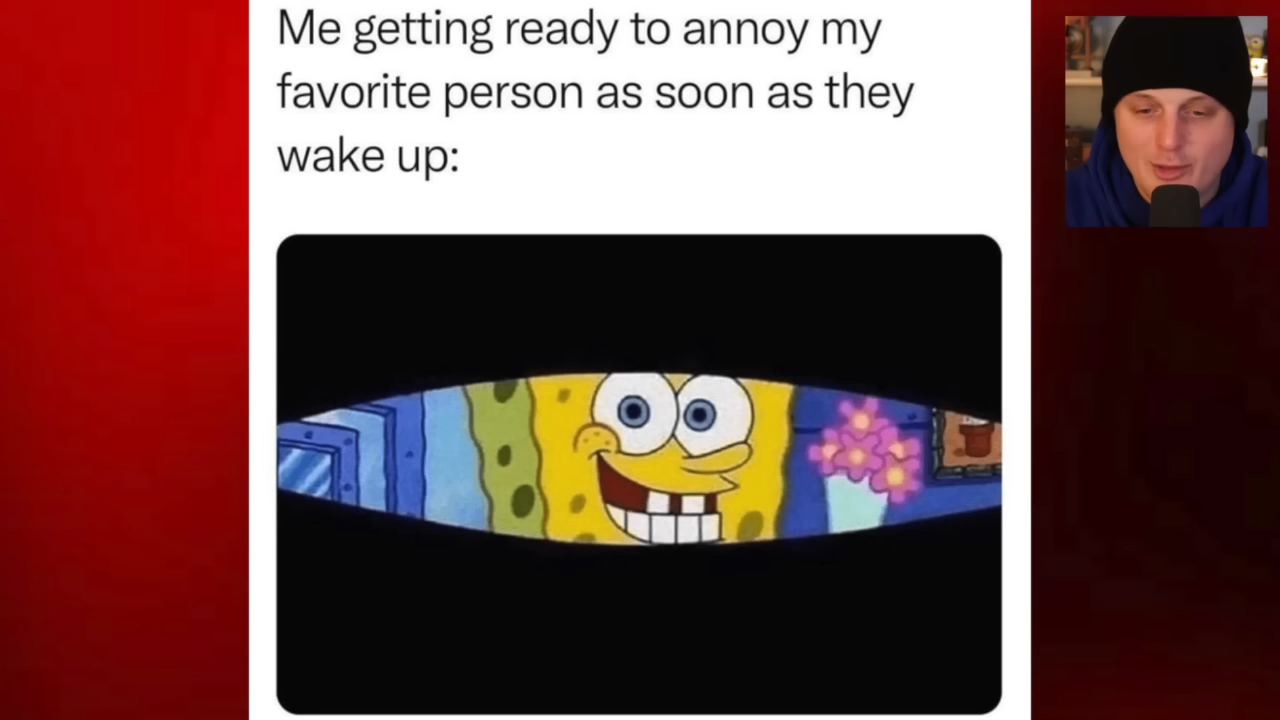 Me getting ready to annoy my
favorite person as soon as they
wake up: